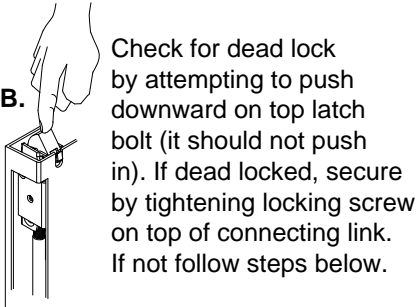 B.
Check for dead lock
by attempting to push
downward on top latch
bolt (it should not push
in). If dead locked, secure
by tightening locking screw
on top of connecting link.
If not follow steps below.